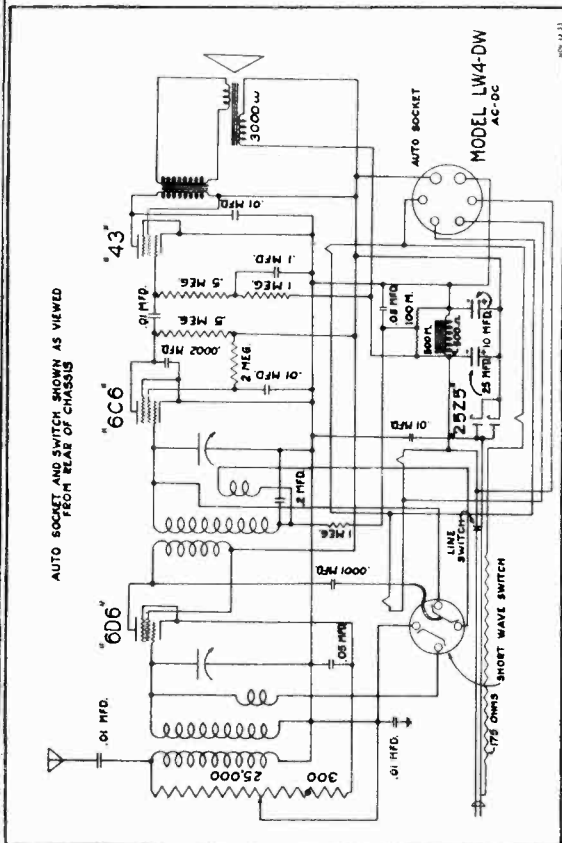 AUTO SOCKET AND SWITCH SHOWN AS VIEWED
FROM REAR OF CHASSIS
MODEL LW4-DW
AC-DC
AUTO SOCKET
3000 ω
"43"
.01 MFD.
.1 MFD.
.5 MEG.
1 MEG.
.01 MFD.
.5 MEG.
.0002 MFD.
2 MEG.
.01 MFD.
"6C6"
.2 MFD.
1 MEG.
.0001 MFD.
"6D6"
.05 MFD.
.01 MFD.
25,000
300
.01 MFD.
100 M.
500 M.
10 MFD.
25 MFD.
"25Z5"
.01 MFD.
LINE
SWITCH
SHORT WAVE SWITCH
175 OHMS